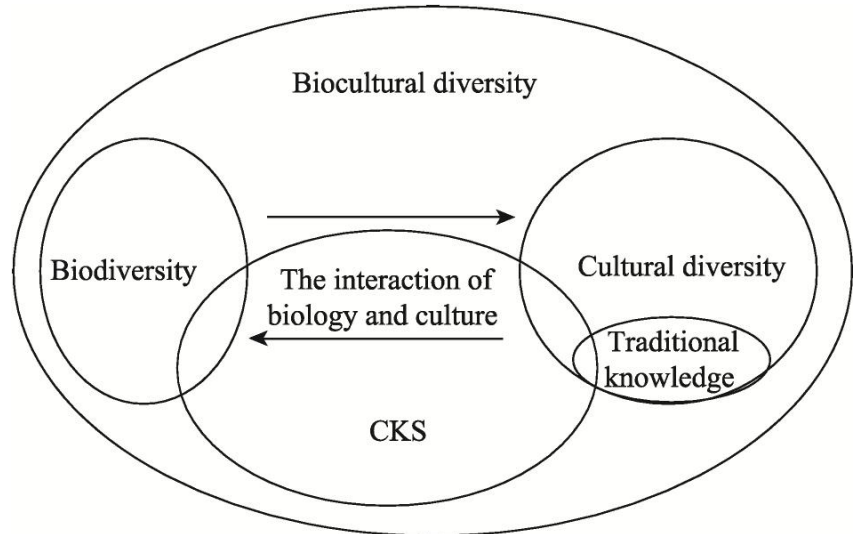 Biocultural diversity
Biodiversity
The interaction of
biology and culture
Cultural diversity
Traditional
knowledge
CKS